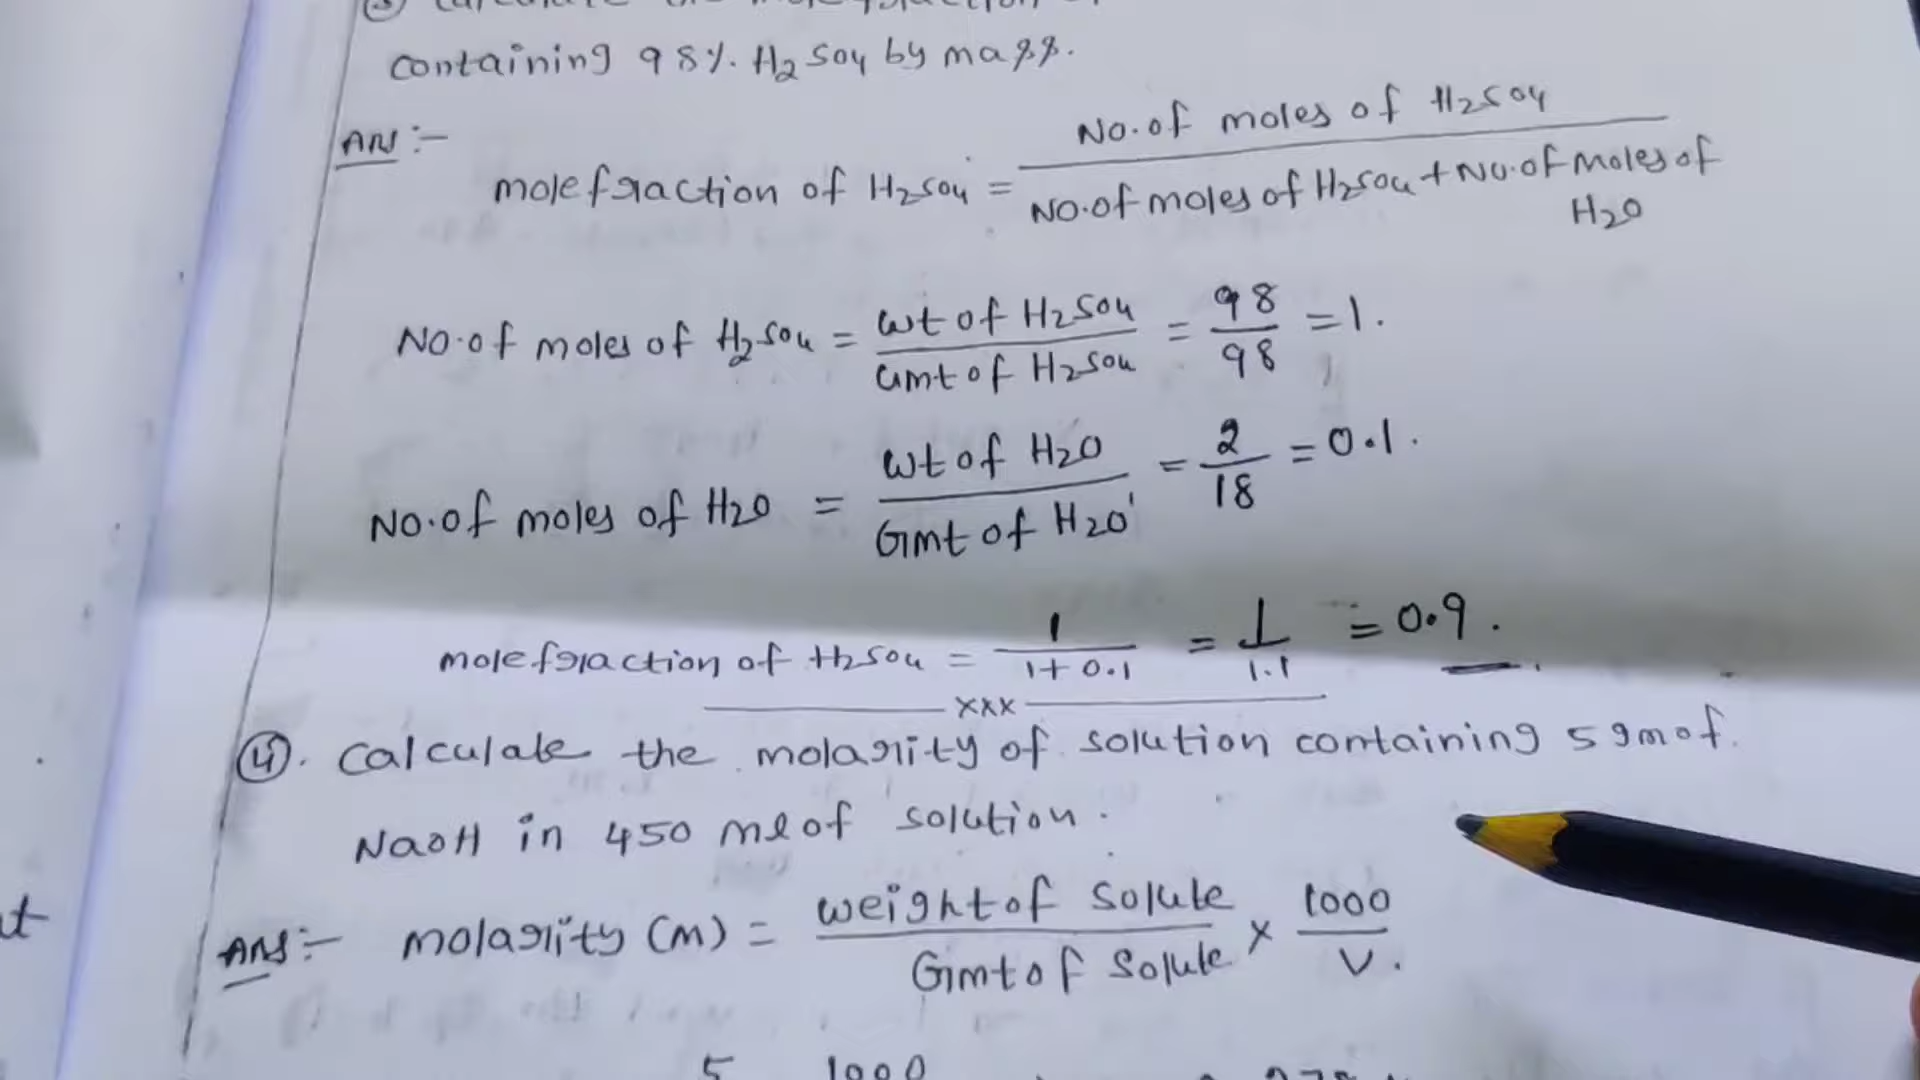 containing 98% H2SO4 by mass.
Ans :-
mole fraction of H2SO4 = No. of moles of H2SO4 / No. of moles of H2SO4 + No. of moles of H2O
No. of moles of H2SO4 = wt of H2SO4 / Gmt of H2SO4 = 98 / 98 = 1.
No. of moles of H2O = wt of H2O / Gmt of H2O = 2 / 18 = 0.1.
mole fraction of H2SO4 = 1 / 1 + 0.1 = 1 / 1.1 = 0.9.
xxx
4. Calculate the molarity of solution containing 5 gm of.
NaOH in 450 ml of solution.
Ans :- molarity (m) = weight of solute / Gmt of solute x 1000 / V.
5 1000